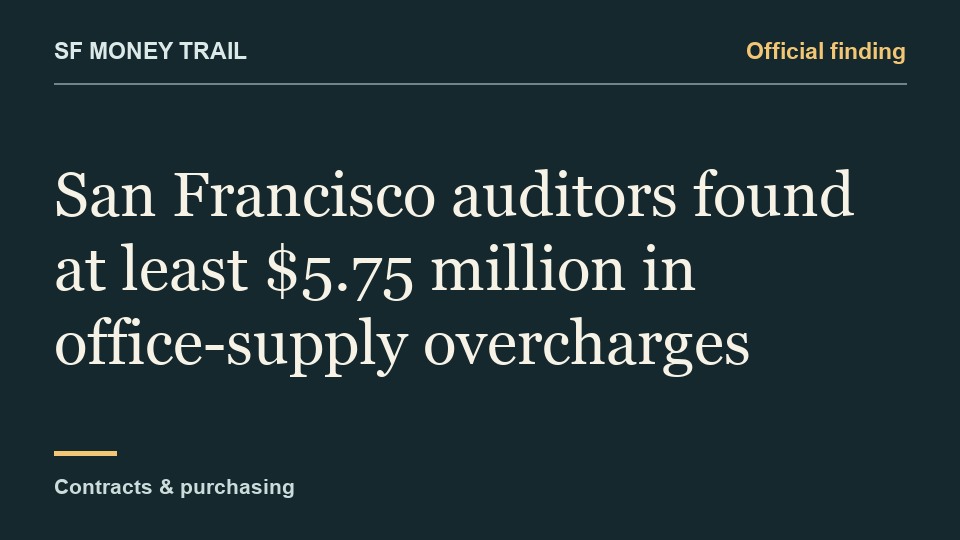 SF MONEY TRAIL
Official finding
San Francisco auditors found
at least $5.75 million in
office-supply overcharges
Contracts & purchasing